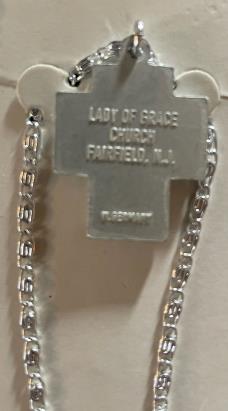 LADY OF GRACE
CHURCH
FAIRFIELD, N.J.
W.GERMANY